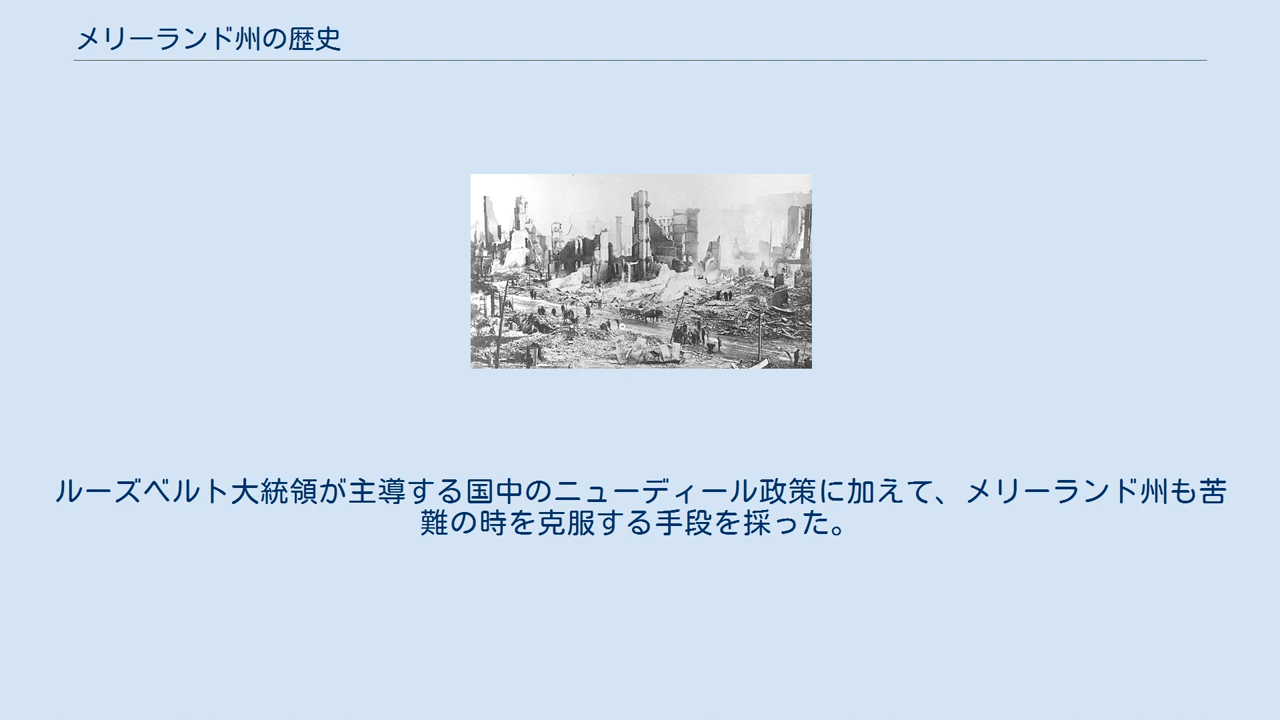 メリーランド州の歴史
ルーズベルト大統領が主導する国中のニューディール政策に加えて、メリーランド州も苦
難の時を克服する手段を採った。